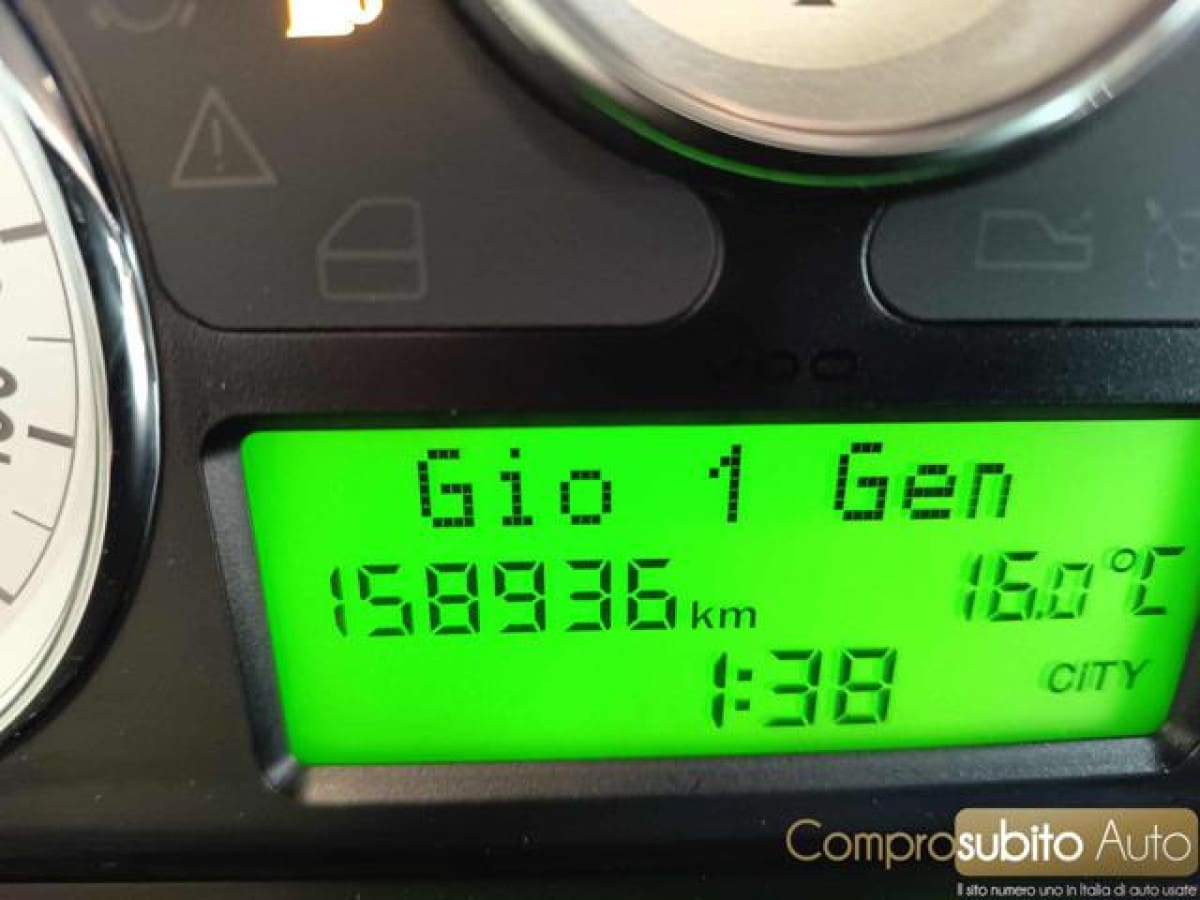 Gio 1 Gen
158936 km 16.0°C
1:38 CITY
Comprosubito Auto
Il sito numero uno in Italia di auto usate